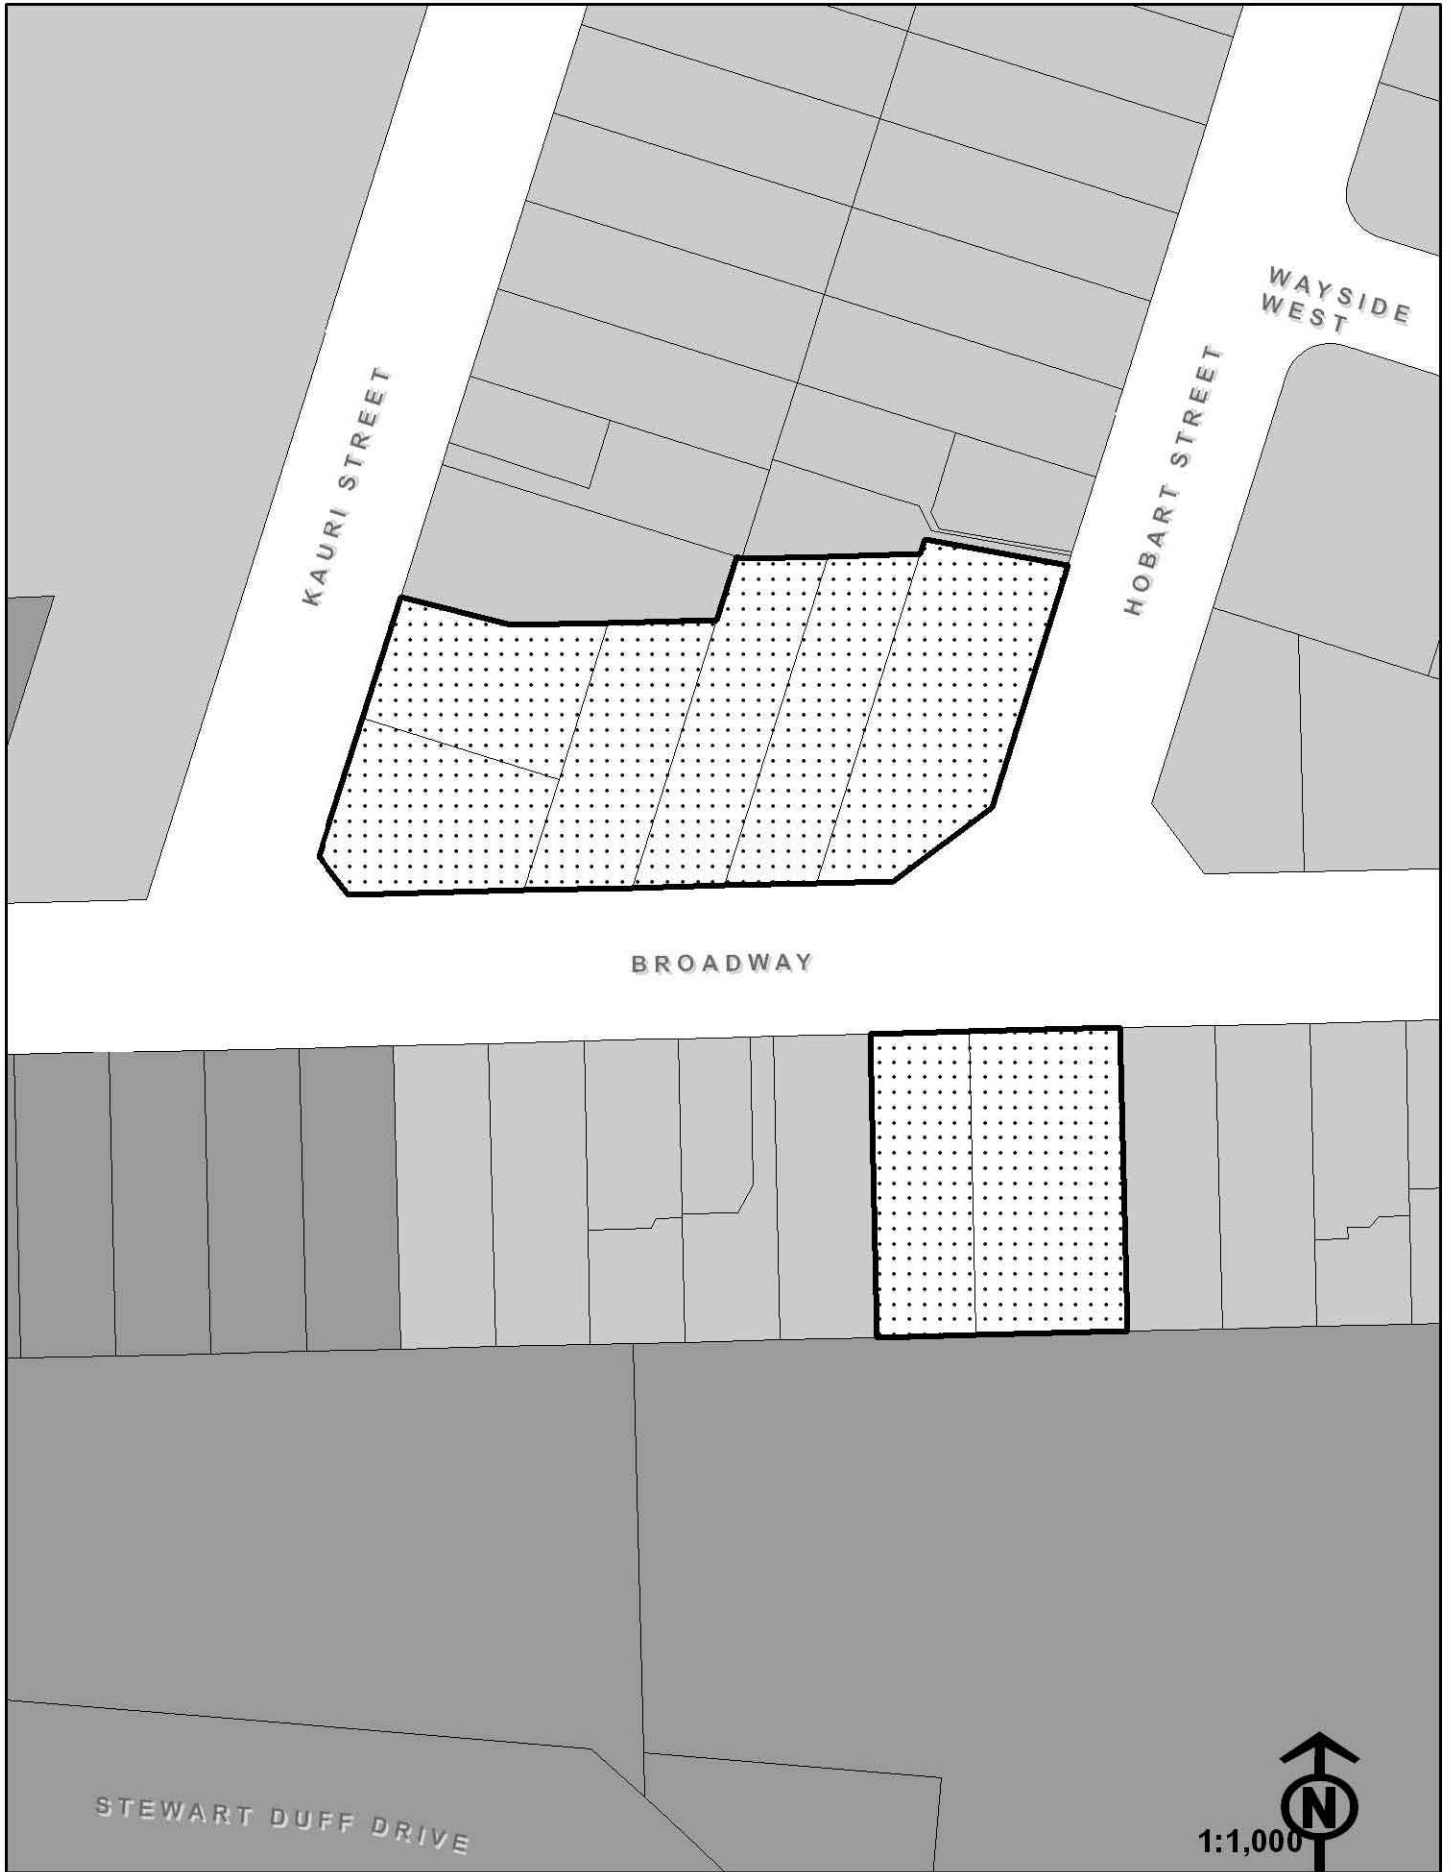 WAYSIDE
WEST
KAURI STREET
HOBART STREET
BROADWAY
STEWART DUFF DRIVE
N
1:1,000